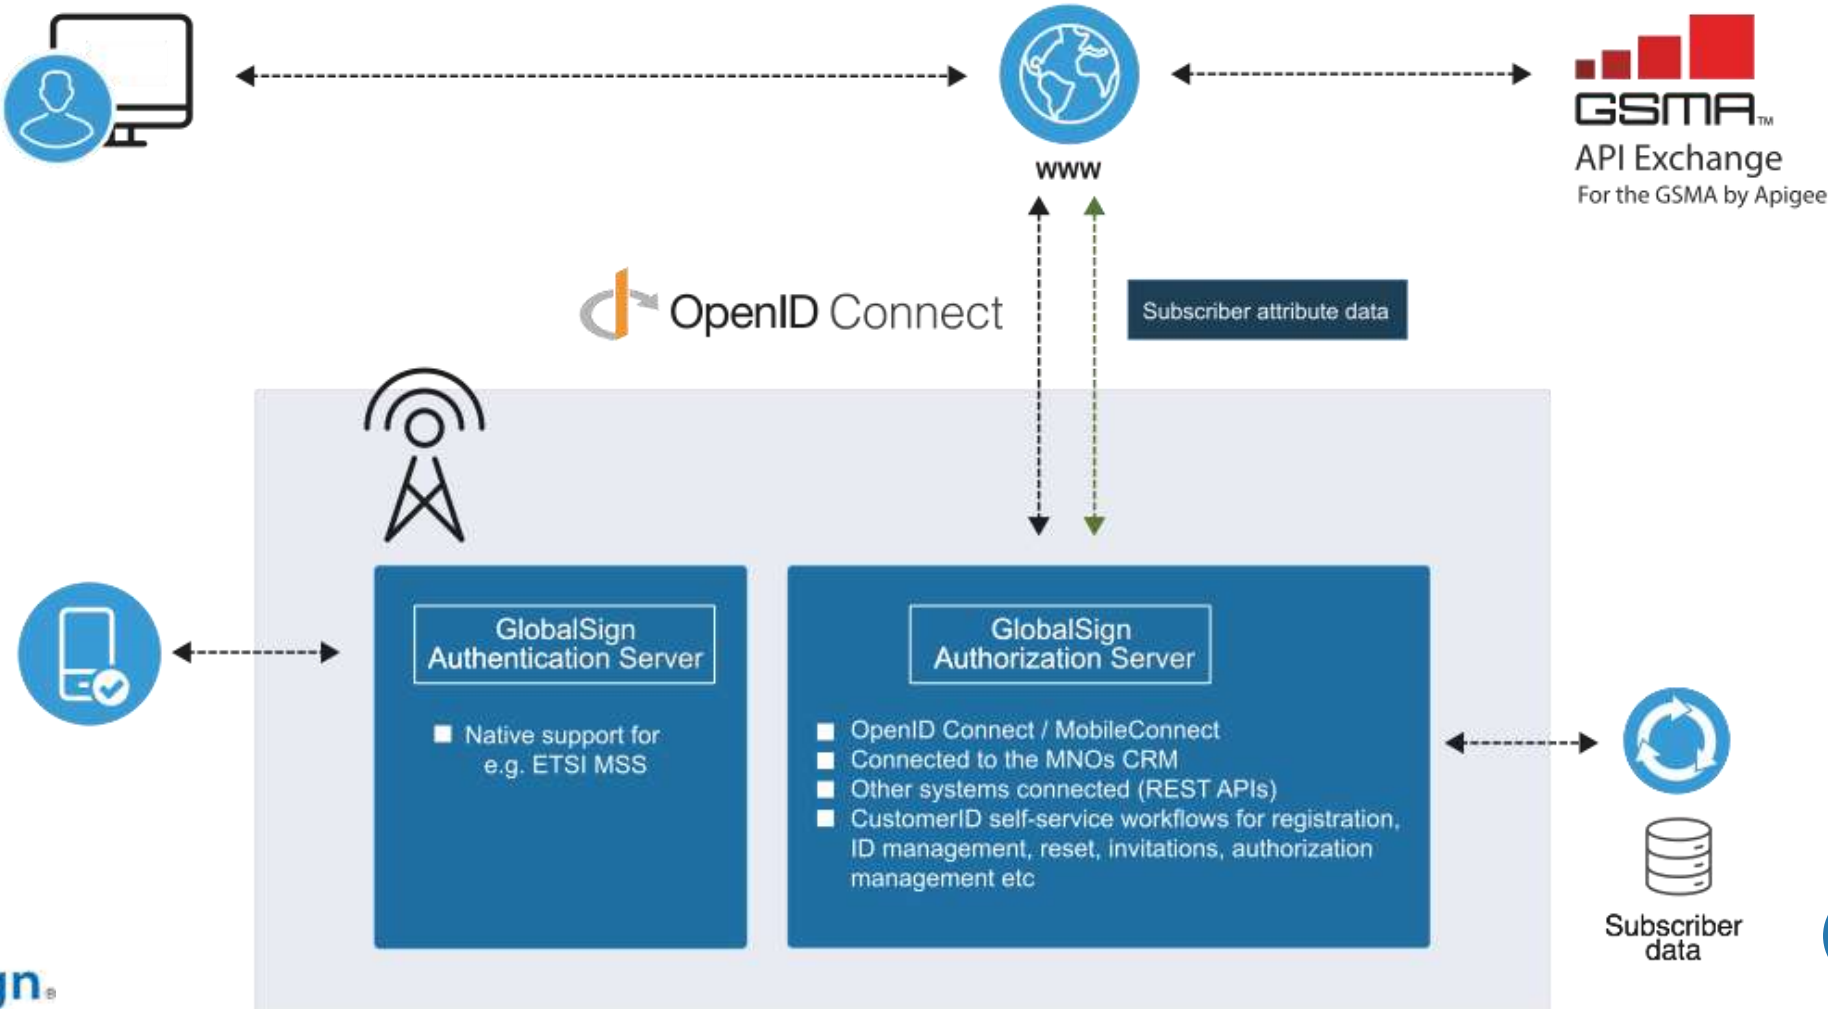 GSMA™
API Exchange
For the GSMA by Apigee
www
OpenID Connect
Subscriber attribute data
GlobalSign
Authentication Server
Native support for
e.g. ETSI MSS
GlobalSign
Authorization Server
OpenID Connect / MobileConnect
Connected to the MNOs CRM
Other systems connected (REST APIs)
CustomerID self-service workflows for registration,
ID management, reset, invitations, authorization
management etc
Subscriber
data
gn®